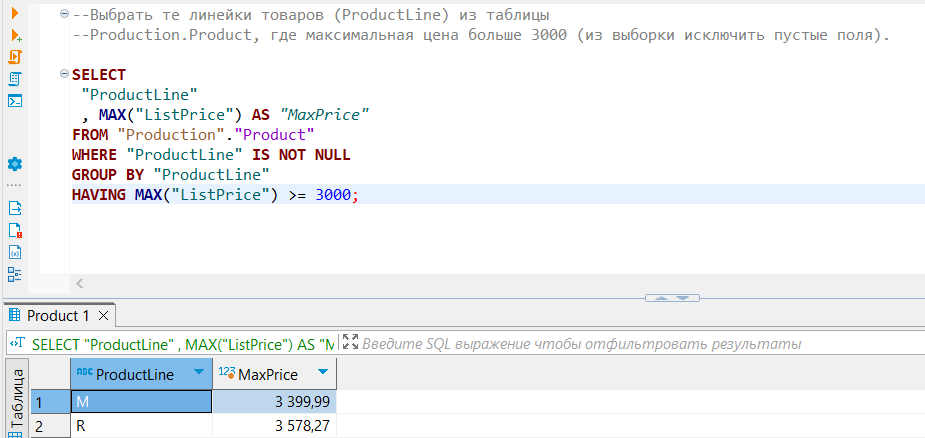 --Выбрать те линейки товаров (ProductLine) из таблицы
--Production.Product, где максимальная цена больше 3000 (из выборки исключить пустые поля).
SELECT
"ProductLine"
, MAX("ListPrice") AS "MaxPrice"
FROM "Production"."Product"
WHERE "ProductLine" IS NOT NULL
GROUP BY "ProductLine"
HAVING MAX("ListPrice") >= 3000;
Product 1
SELECT "ProductLine" , MAX("ListPrice") AS "M
Введите SQL выражение чтобы отфильтровать результаты
Таблица
ABC ProductLine 123 MaxPrice
1 M 3 399,99
2 R 3 578,27